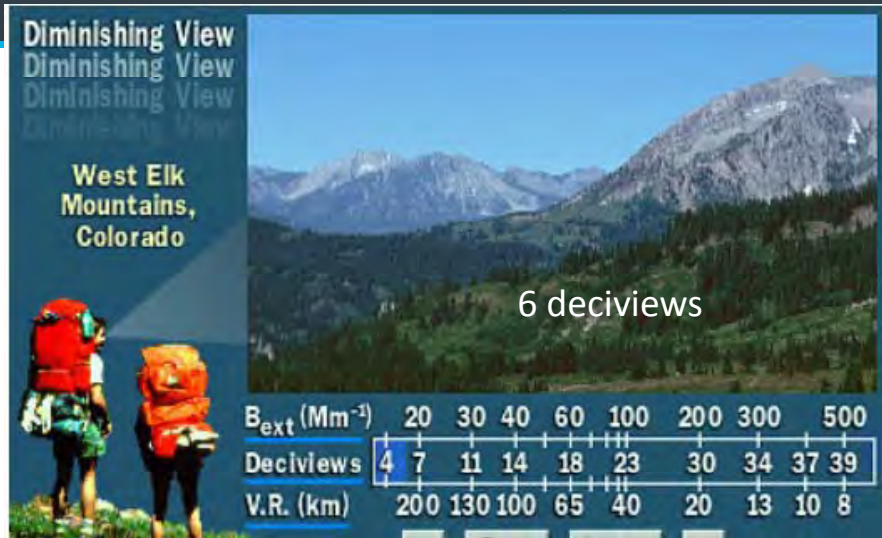 Diminishing View
Diminishing View
Diminishing View
Diminishing View
West Elk
Mountains,
Colorado
6 deciviews
Bext (Mm-1) 20 30 40 60 100 200 300 500
Deciviews 4 7 11 14 18 23 30 34 37 39
V.R. (km) 200 130 100 65 40 20 13 10 8